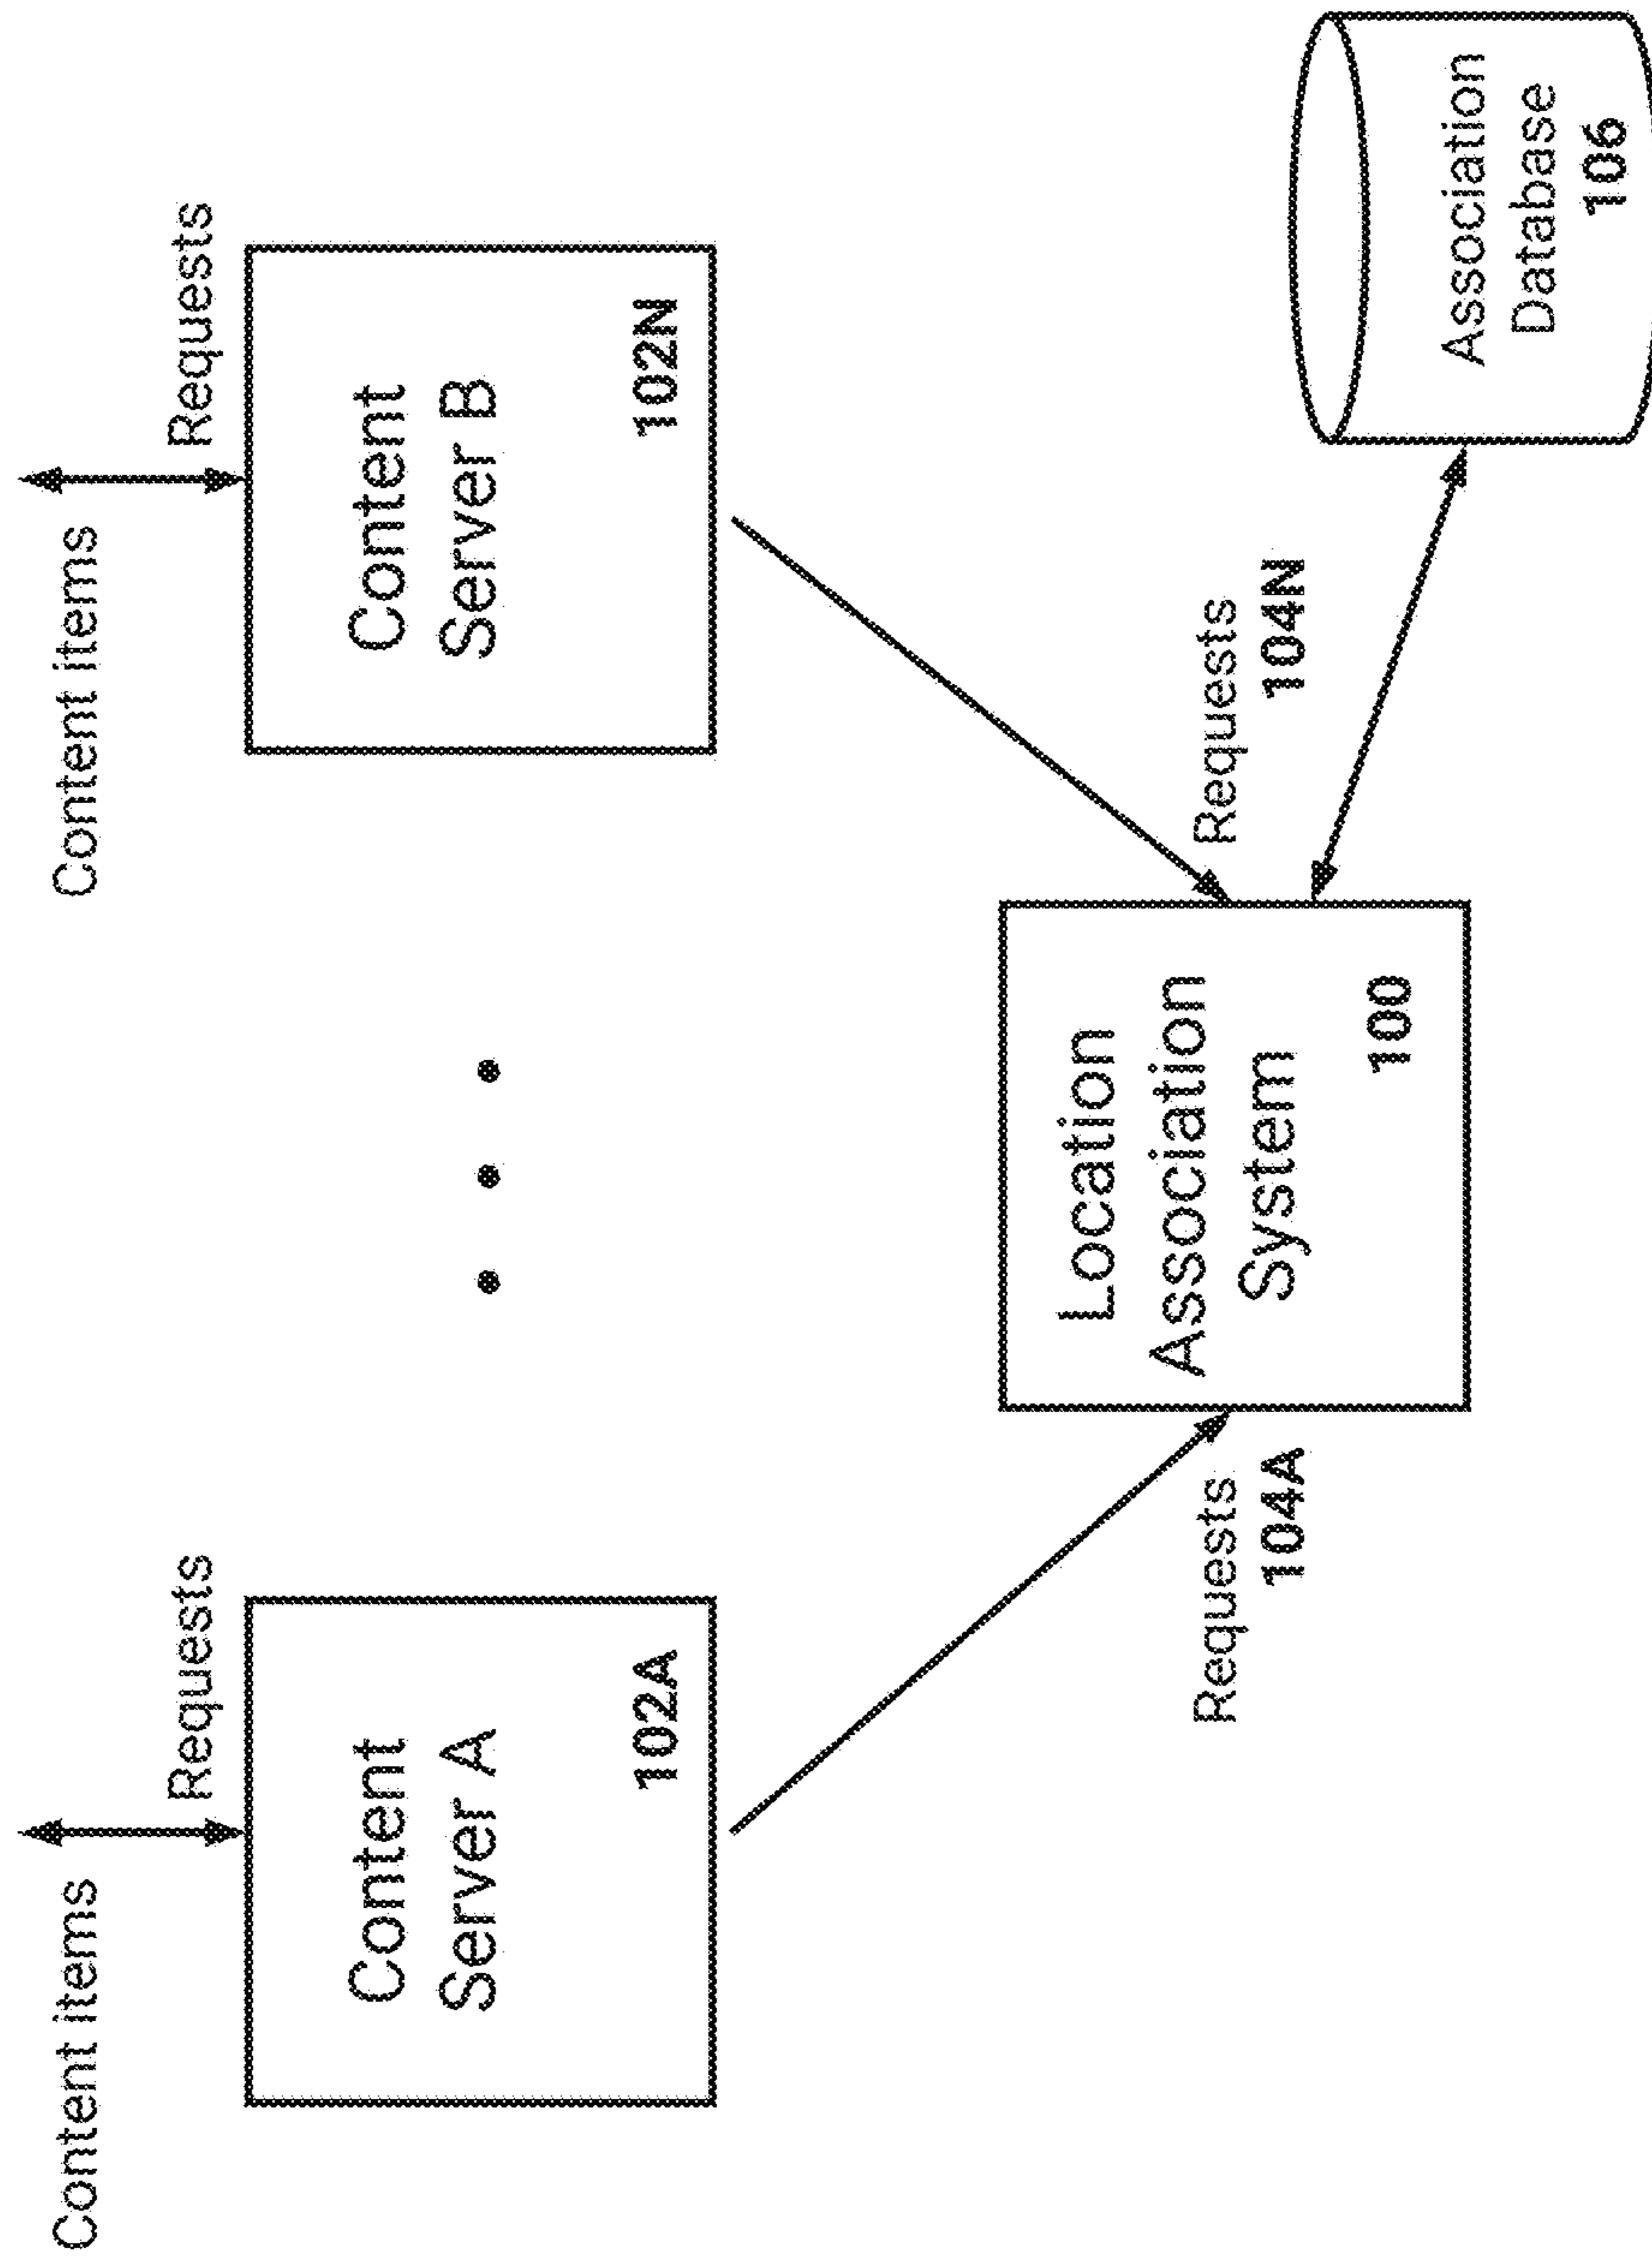 Content items
Requests
Content items
Requests
Content
Server A
102A
Content
Server B
102N
Requests
104A
Location
Association
System
100
Requests
104N
Association
Database
106